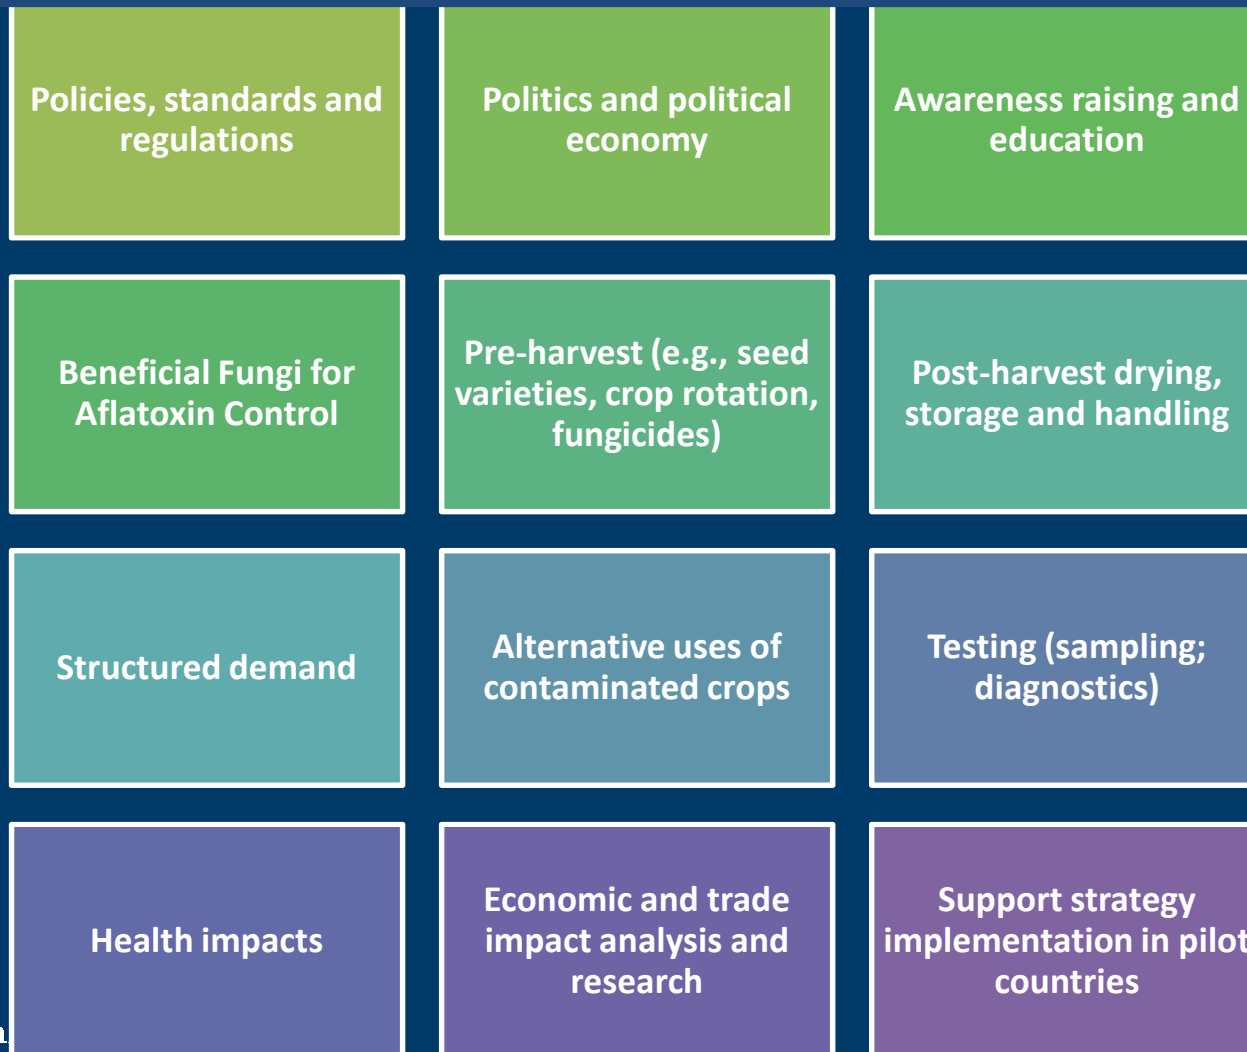 Policies, standards and
regulations
Politics and political
economy
Awareness raising and
education
Beneficial Fungi for
Aflatoxin Control
Pre-harvest (e.g., seed
varieties, crop rotation,
fungicides)
Post-harvest drying,
storage and handling
Structured demand
Alternative uses of
contaminated crops
Testing (sampling;
diagnostics)
Health impacts
Economic and trade
impact analysis and
research
Support strategy
implementation in pilot
countries